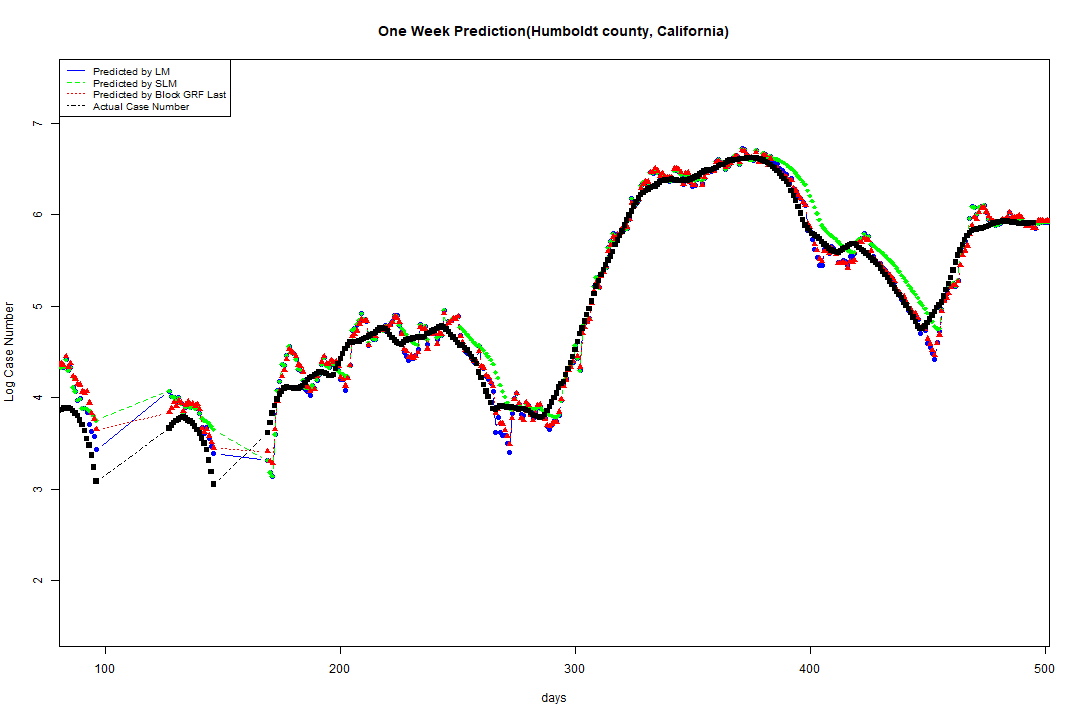 One Week Prediction(Humboldt county, California)
Predicted by LM
Predicted by SLM
Predicted by Block GRF Last
Actual Case Number
7
6
5
4
3
2
Log Case Number
100 200 300 400 500
days